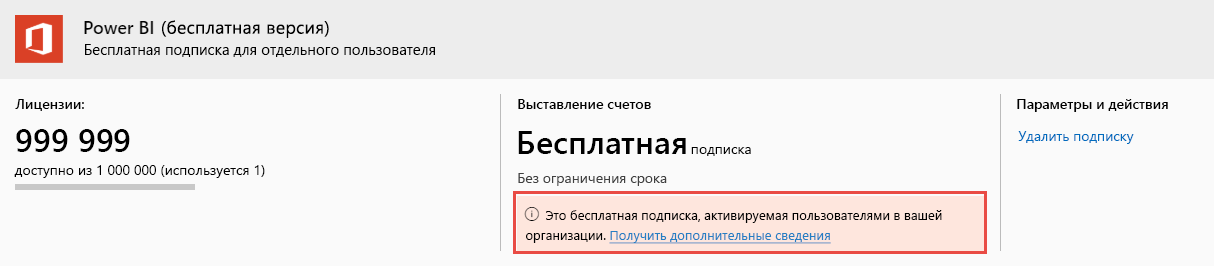 Power BI (бесплатная версия)
Бесплатная подписка для отдельного пользователя
Лицензии:
999 999
доступно из 1 000 000 (используется 1)
Выставление счетов
Бесплатная подписка
Без ограничения срока
Это бесплатная подписка, активируемая пользователями в вашей
организации. Получить дополнительные сведения
Параметры и действия
Удалить подписку